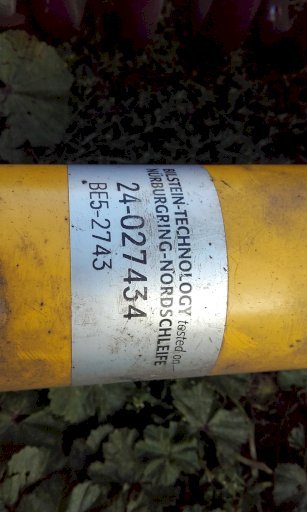 BILSTEIN-TECHNOLOGY tested on
NÜRBURGRING-NORDSCHLEIFE
24-027434
BE5-2743